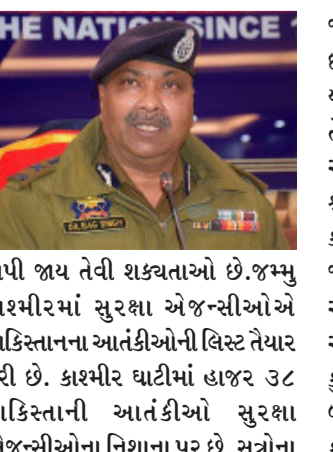 HE NATION SINCE 1
DILBAG SINGH
પી જાય તેવી શક્યતાઓ છે.જમ્મુ
કાશ્મીરમાં સુરક્ષા એજન્સીઓએ
પાકિસ્તાનના આતંકીઓની લિસ્ટ તૈયાર
કરી છે. કાશ્મીર ઘાટીમાં હાજર ૩૮
પાકિસ્તાની આતંકીઓ સુરક્ષા
એજન્સીઓના નિશાના પર છે. સૂત્રોના